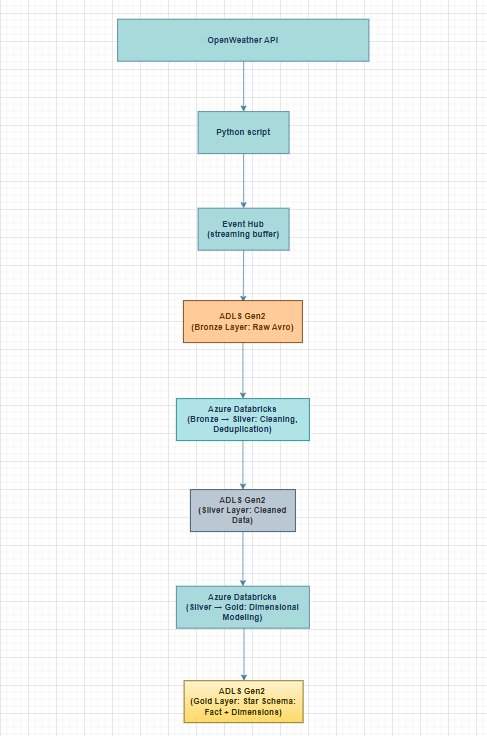 OpenWeather API
Python script
Event Hub
(streaming buffer)
ADLS Gen2
(Bronze Layer: Raw Avro)
Azure Databricks
(Bronze → Silver: Cleaning,
Deduplication)
ADLS Gen2
(Silver Layer: Cleaned
Data)
Azure Databricks
(Silver → Gold: Dimensional
Modeling)
ADLS Gen2
(Gold Layer: Star Schema:
Fact + Dimensions)